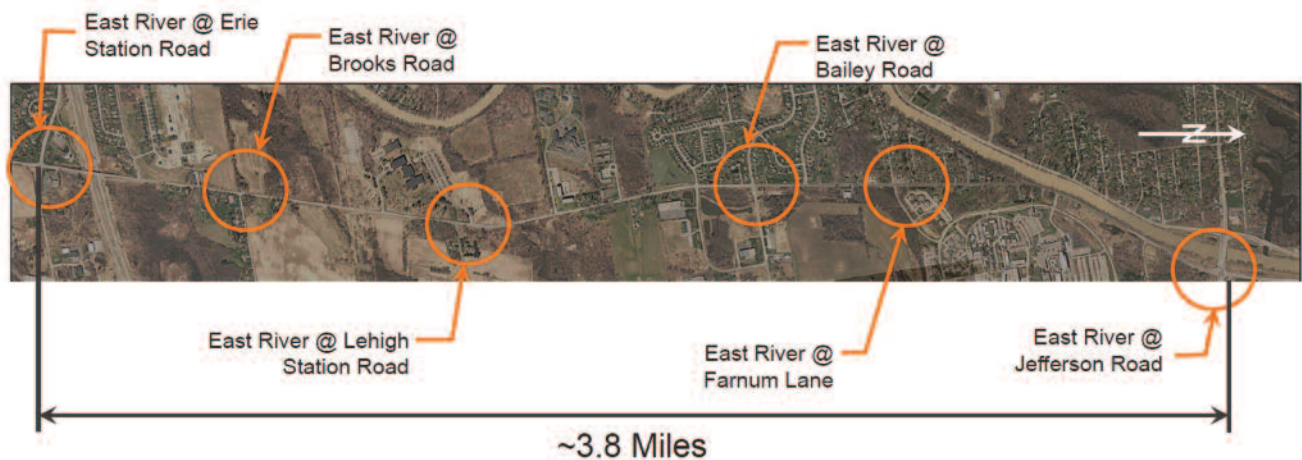 East River @ Erie
Station Road
East River @
Brooks Road
East River @
Bailey Road
N
East River @ Lehigh
Station Road
East River @
Farnum Lane
East River @
Jefferson Road
~3.8 Miles